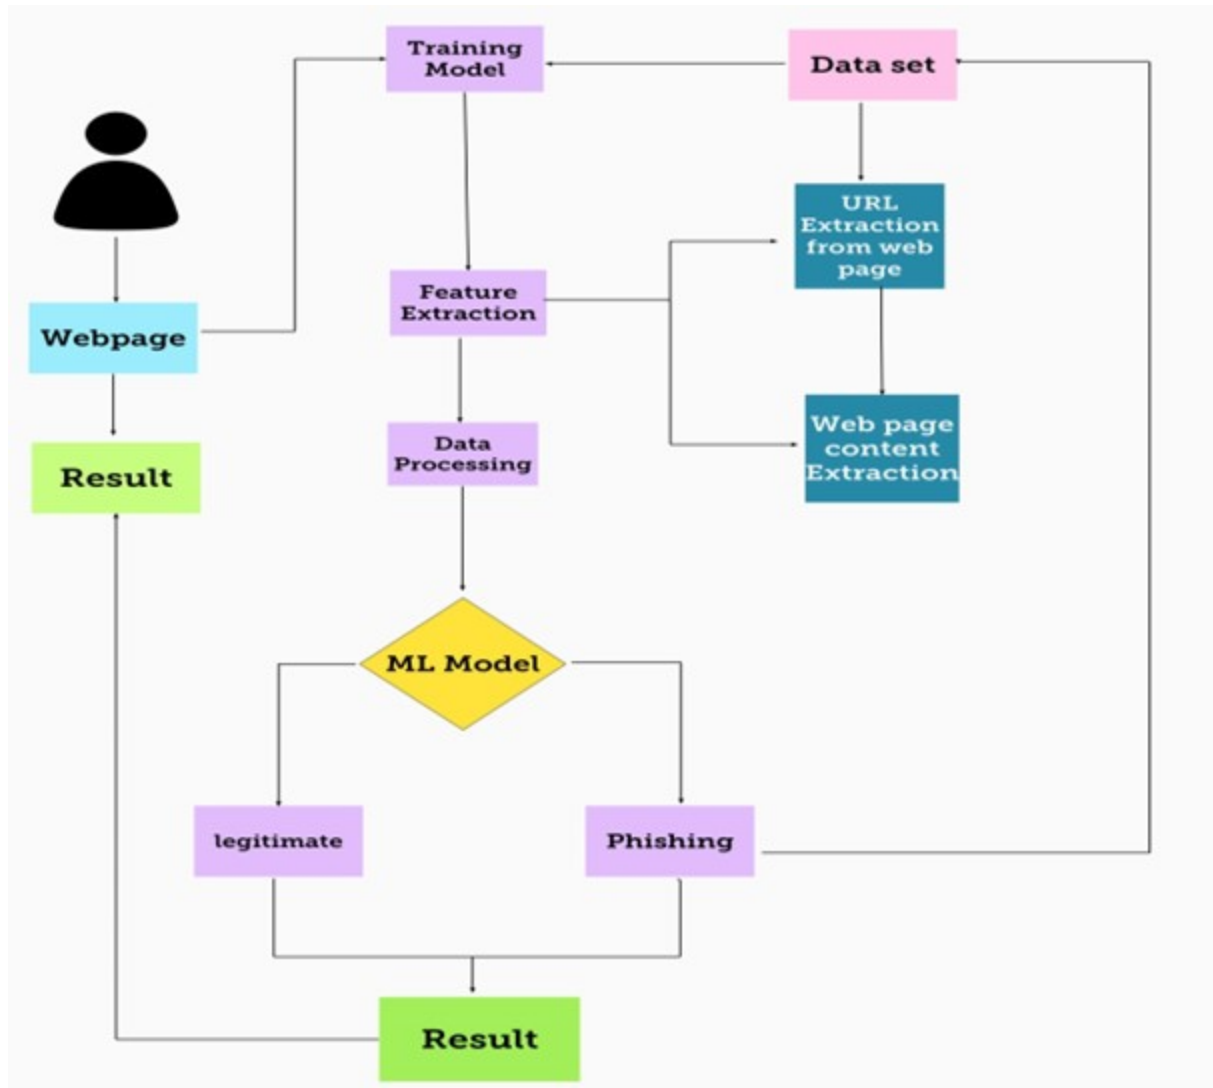 Training
Model
Data set
URL
Extraction
from web
page
Feature
Extraction
Webpage
Web page
content
Extraction
Data
Processing
Result
ML Model
legitimate
Phishing
Result